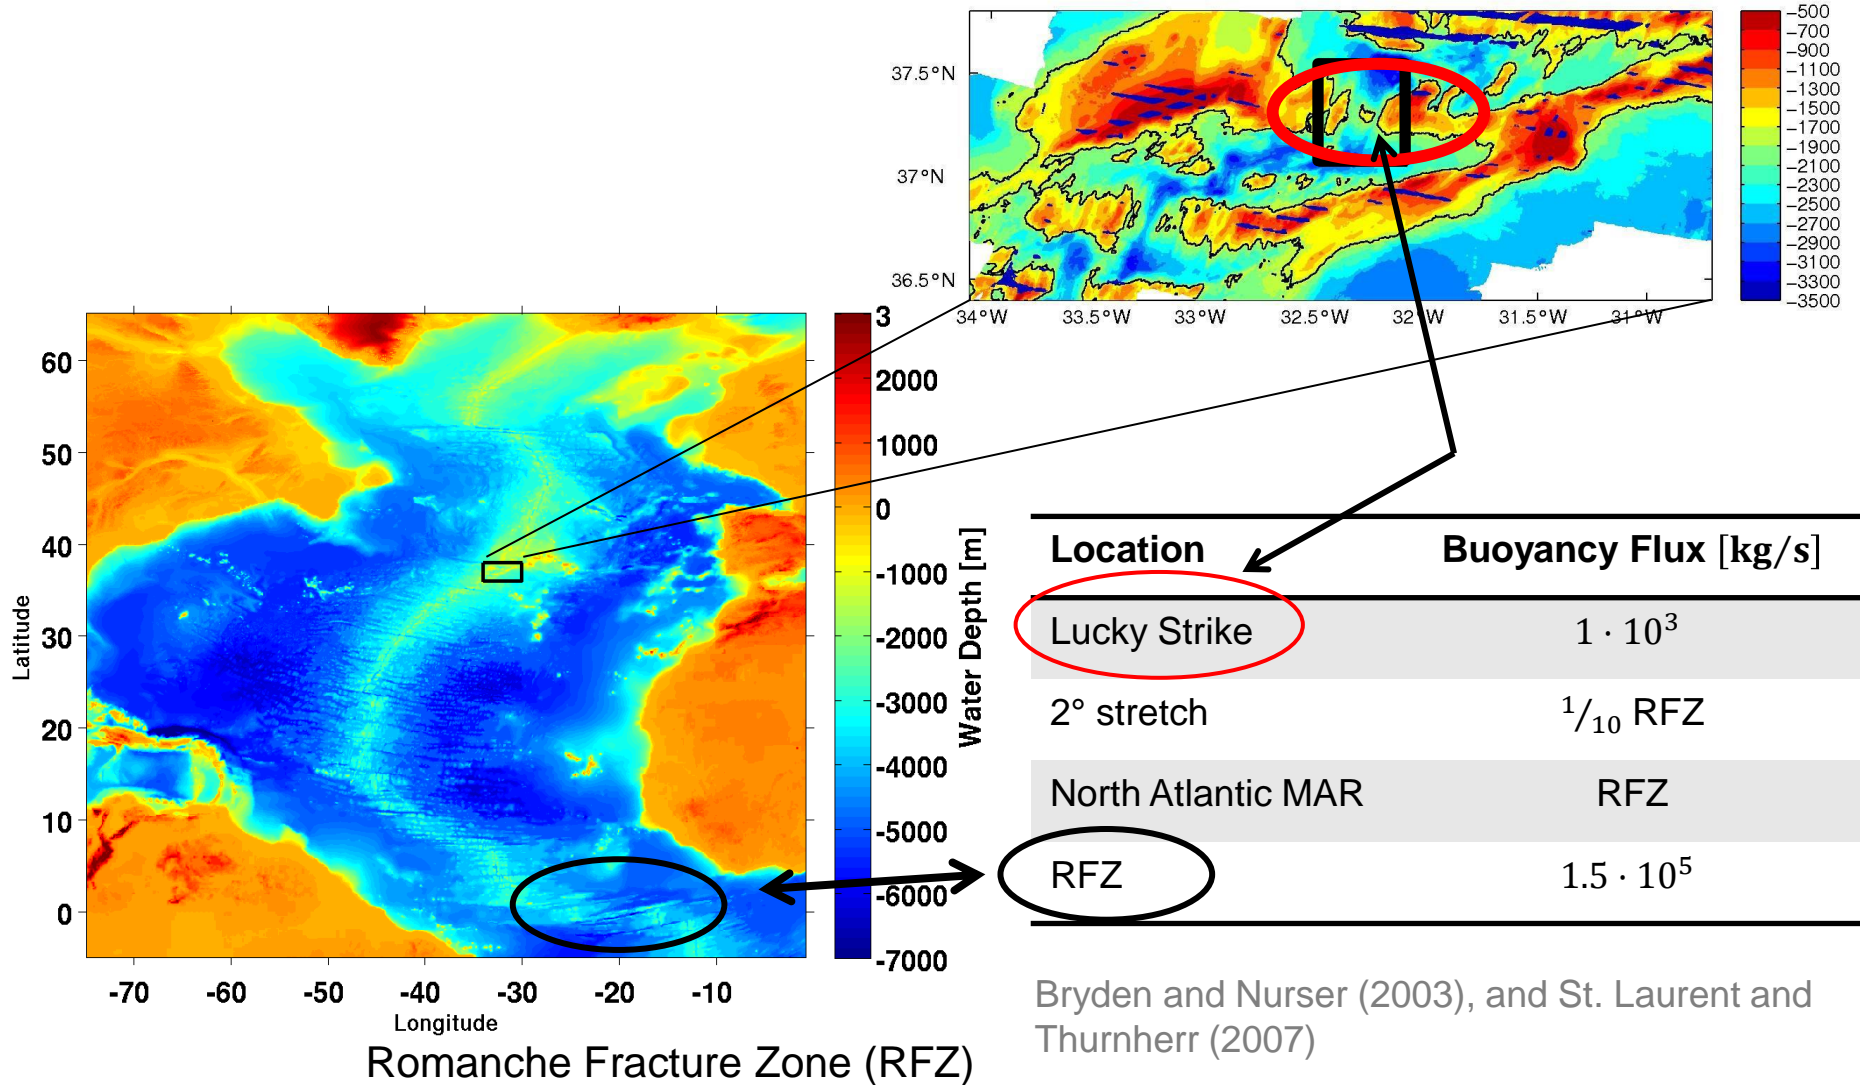 37.5°N
37°N
36.5°N
34°W 33.5°W 33°W 32.5°W 32°W 31.5°W 31°W
−500
−700
−900
−1100
−1300
−1500
−1700
−1900
−2100
−2300
−2500
−2700
−2900
−3100
−3300
−3500
60
50
40
30
20
10
0
Latitude
-70 -60 -50 -40 -30 -20 -10
Longitude
3
2000
1000
0
-1000
-2000
-3000
-4000
-5000
-6000
-7000
Water Depth [m]
Romanche Fracture Zone (RFZ)
Location Buoyancy Flux [kg/s]
Lucky Strike 1 · 10³
2° stretch ¹/₁₀ RFZ
North Atlantic MAR RFZ
RFZ 1.5 · 10⁵
Bryden and Nurser (2003), and St. Laurent and
Thurnherr (2007)